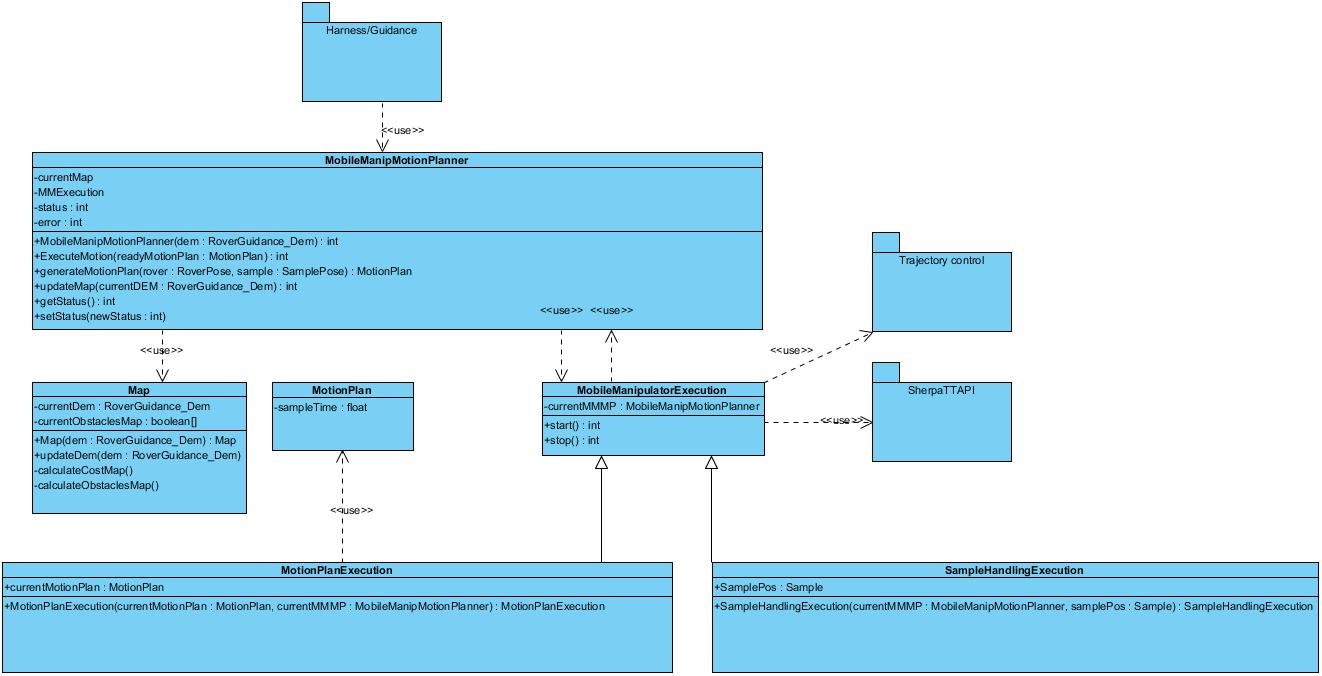 Harness/Guidance
<<use>>
MobileManipMotionPlanner
-currentMap
-MMExecution
-status : int
-error : int
+MobileManipMotionPlanner(dem : RoverGuidance_Dem) : int
+ExecuteMotion(readyMotionPlan : MotionPlan) : int
+generateMotionPlan(rover : RoverPose, sample : SamplePose) : MotionPlan
+updateMap(currentDEM : RoverGuidance_Dem) : int
+getStatus() : int
+setStatus(newStatus : int)
<<use>> <<use>>
Trajectory control
<<use>>
<<use>>
Map
-currentDem : RoverGuidance_Dem
-currentObstaclesMap : boolean[]
+Map(dem : RoverGuidance_Dem) : Map
+updateDem(dem : RoverGuidance_Dem)
-calculateCostMap()
-calculateObstaclesMap()
MotionPlan
-sampleTime : float
MobileManipulatorExecution
-currentMMMP : MobileManipMotionPlanner
+start() : int
+stop() : int
SherpaTTAPI
<<use>>
<<use>>
MotionPlanExecution
+currentMotionPlan : MotionPlan
+MotionPlanExecution(currentMotionPlan : MotionPlan, currentMMMP : MobileManipMotionPlanner) : MotionPlanExecution
SampleHandlingExecution
+SamplePos : Sample
+SampleHandlingExecution(currentMMMP : MobileManipMotionPlanner, samplePos : Sample) : SampleHandlingExecution